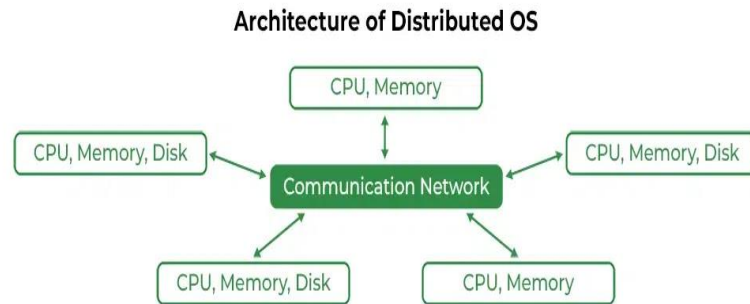 Architecture of Distributed OS
CPU, Memory
CPU, Memory, Disk
CPU, Memory, Disk
Communication Network
CPU, Memory, Disk
CPU, Memory